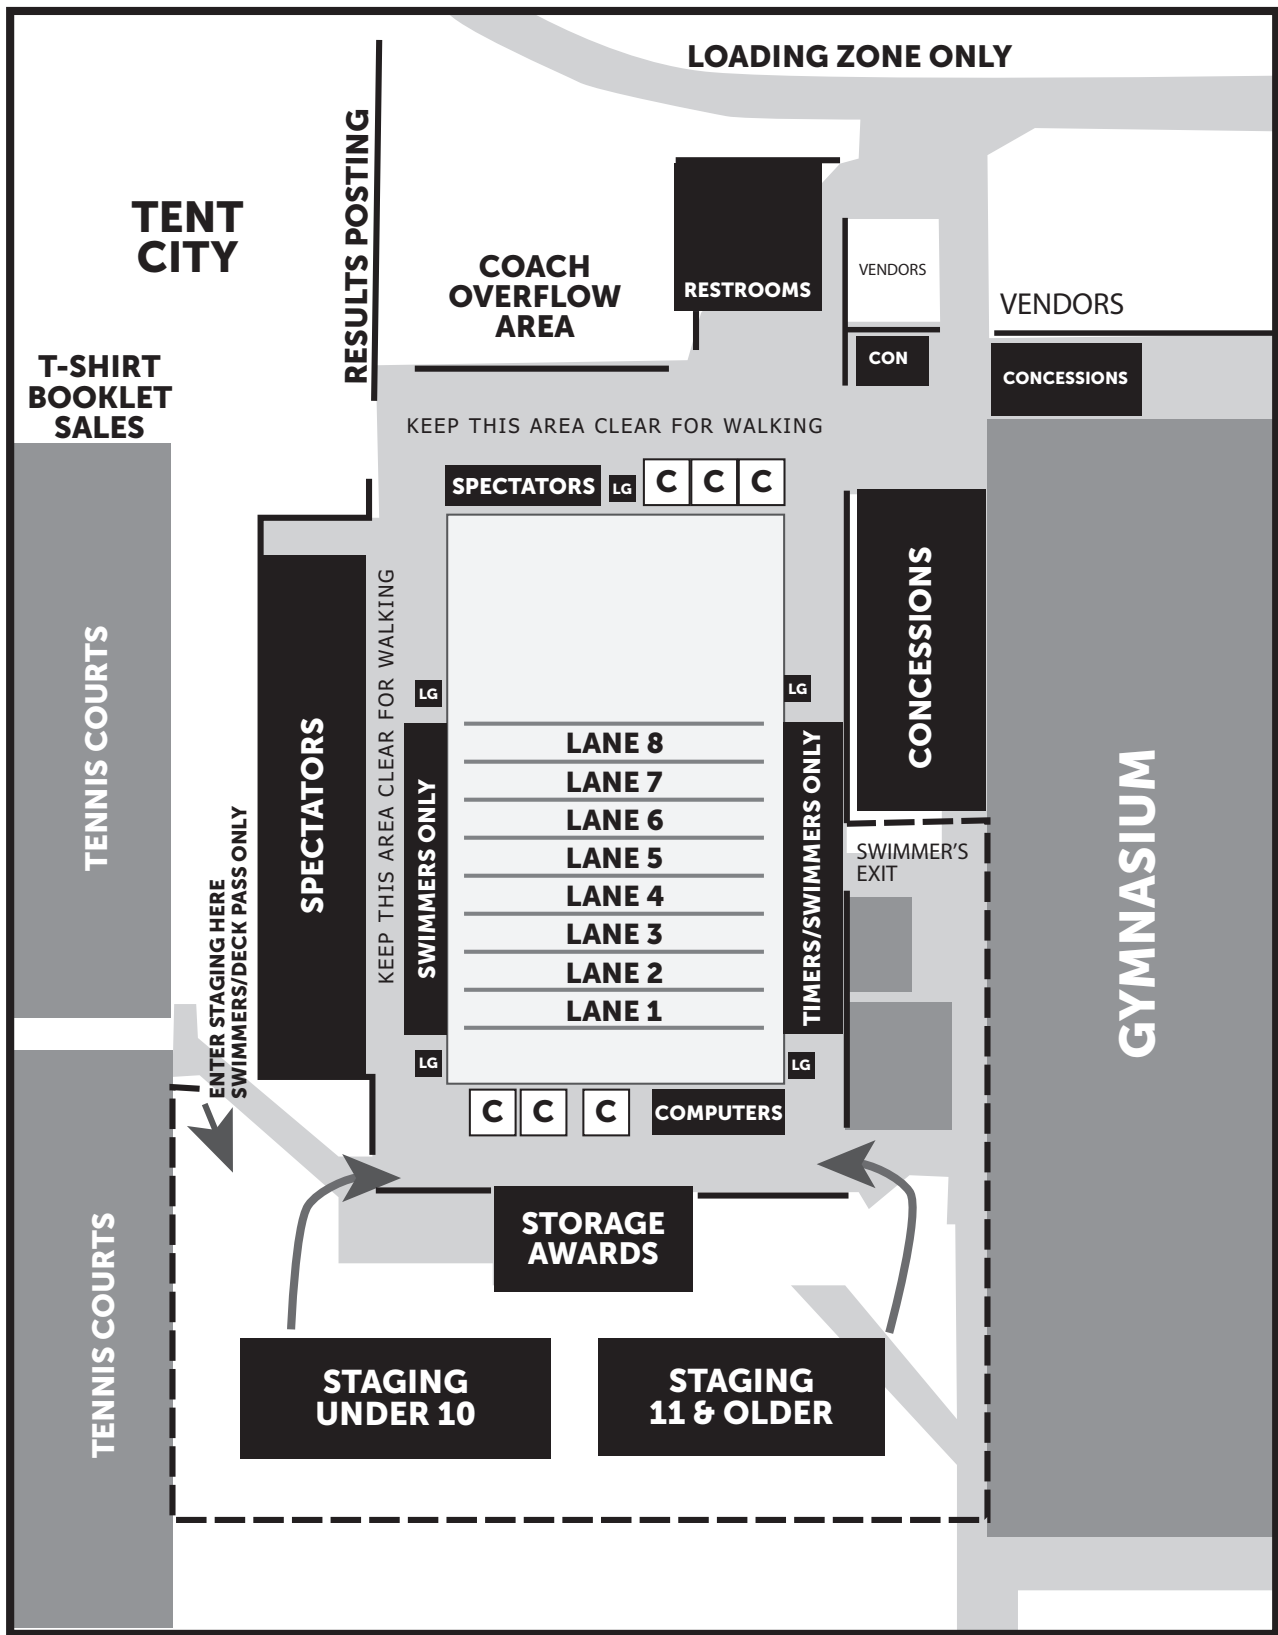 LOADING ZONE ONLY
RESULTS POSTING
TENT
CITY
COACH
OVERFLOW
AREA
RESTROOMS
VENDORS
VENDORS
CON
CONCESSIONS
T-SHIRT
BOOKLET
SALES
KEEP THIS AREA CLEAR FOR WALKING
SPECTATORS
LG
C C C
TENNIS COURTS
SPECTATORS
KEEP THIS AREA CLEAR FOR WALKING
LG
LG
SWIMMERS ONLY
LANE 8
LANE 7
LANE 6
LANE 5
LANE 4
LANE 3
LANE 2
LANE 1
TIMERS/SWIMMERS ONLY
CONCESSIONS
SWIMMER'S
EXIT
GYMNASIUM
ENTER STAGING HERE
SWIMMERS/DECK PASS ONLY
LG
LG
C C C
COMPUTERS
STORAGE
AWARDS
TENNIS COURTS
STAGING
UNDER 10
STAGING
11 & OLDER